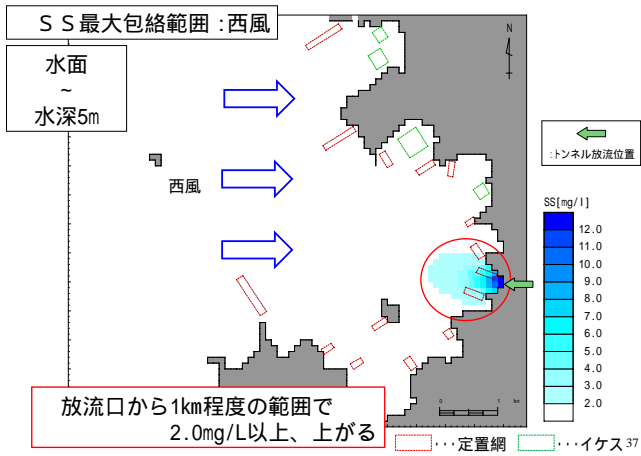 ＳＳ最大包絡範囲:西風
水面
~
水深5m
N
西風
:トンネル放流位置
SS[mg/l]
12.0
11.0
10.0
9.0
8.0
7.0
6.0
5.0
4.0
3.0
2.0
0 1 km
放流口から1km程度の範囲で
2.0mg/L以上、上がる
･･･定置網 ･･･イケス 37